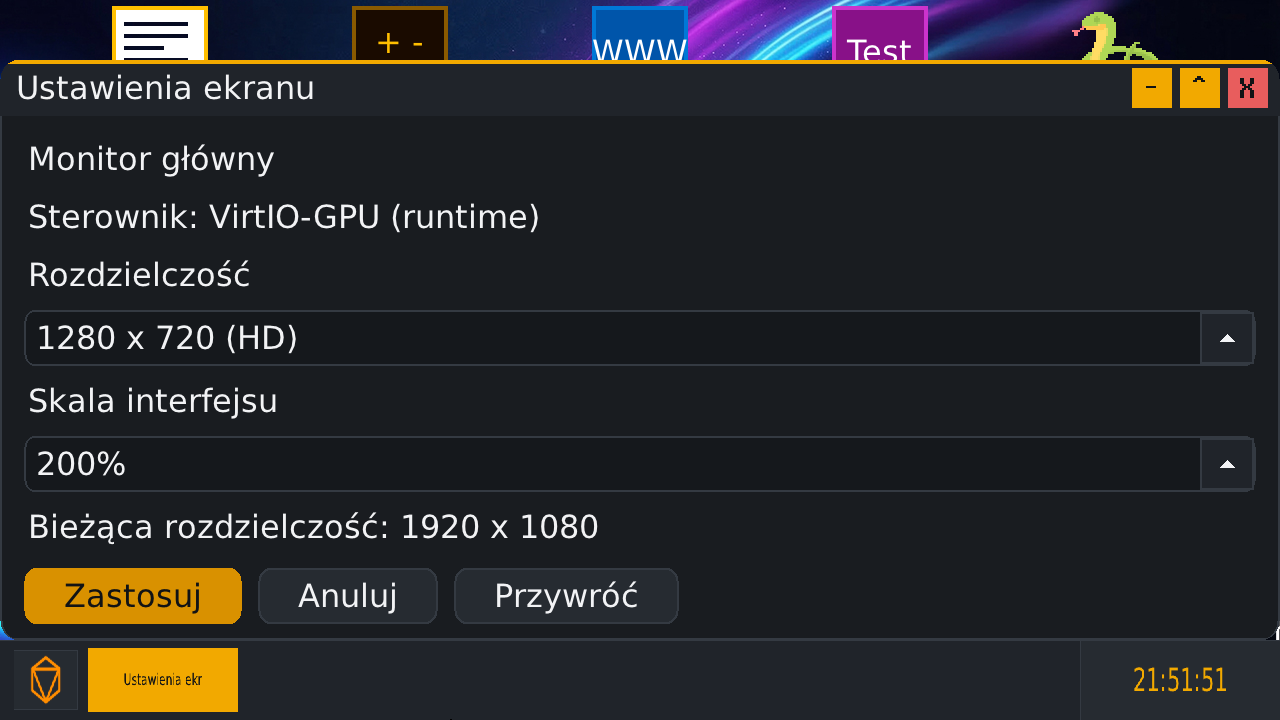 + -
WWW
Test
Ustawienia ekranu
- ^ X
Monitor główny
Sterownik: VirtIO-GPU (runtime)
Rozdzielczość
1280 x 720 (HD)
Skala interfejsu
200%
Bieżąca rozdzielczość: 1920 x 1080
Zastosuj Anuluj Przywróć
Ustawienia ekr
21:51:51